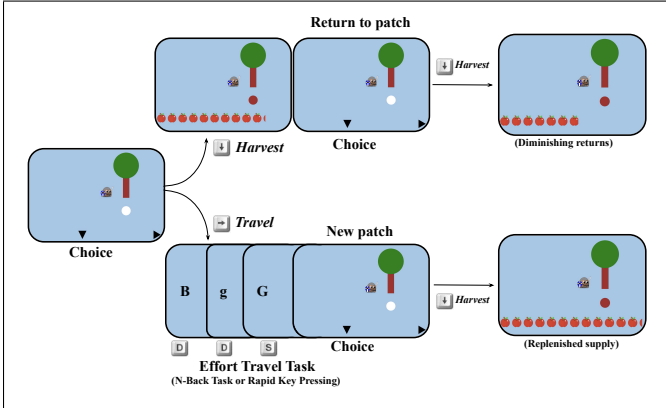 Return to patch
Harvest
Choice
(Diminishing returns)
Harvest
Choice
Travel
New patch
B
g
G
D
D
S
Choice
Effort Travel Task
(N-Back Task or Rapid Key Pressing)
Harvest
(Replenished supply)